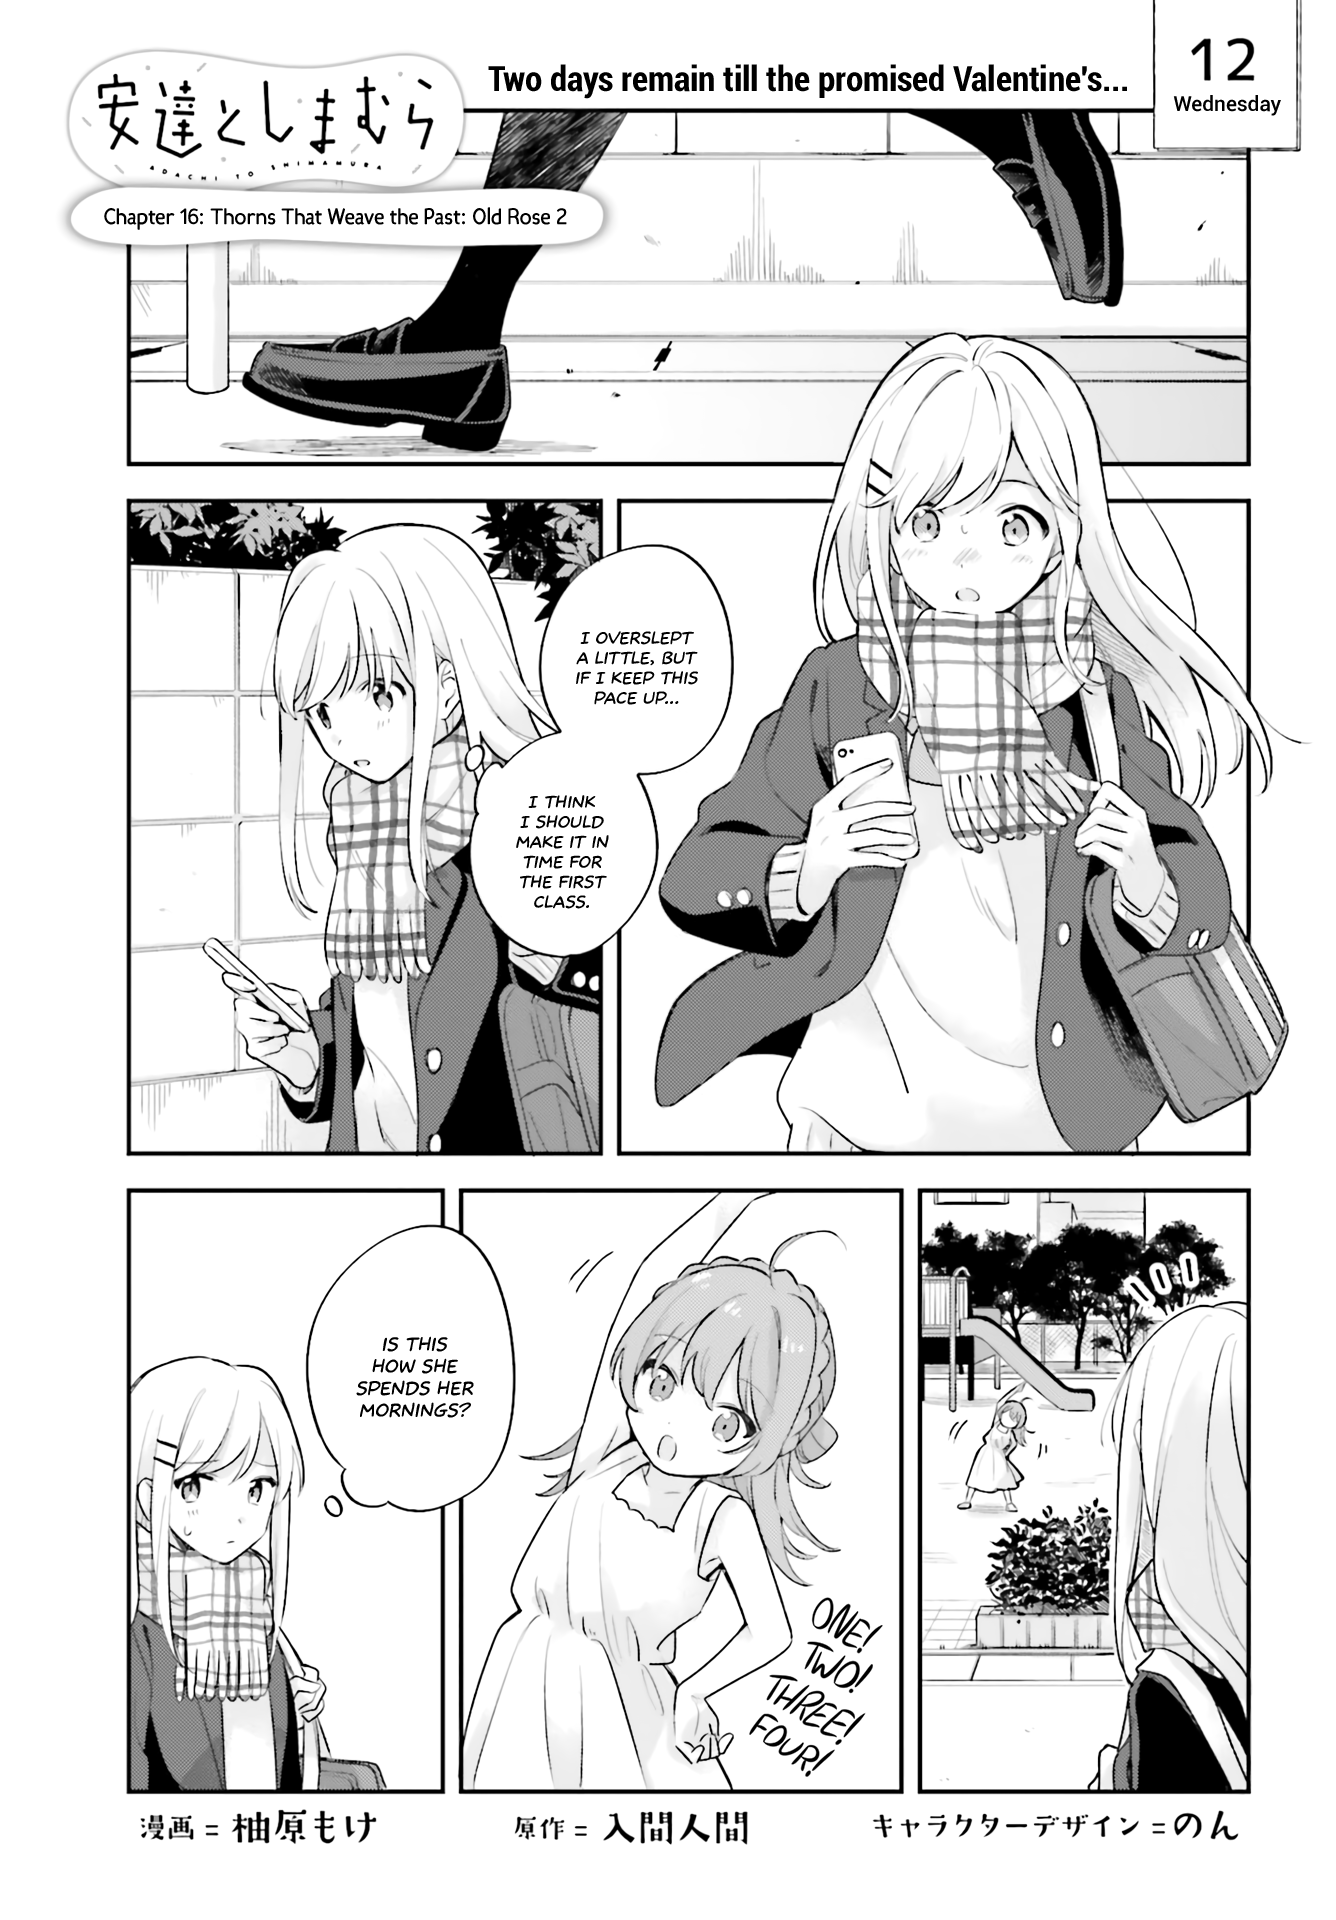 安達としまむら
ADACHI TO SHIMAMURA
Two days remain till the promised Valentine's...
12
Wednesday
Chapter 16: Thorns That Weave the Past: Old Rose 2
I OVERSLEPT
A LITTLE, BUT
IF I KEEP THIS
PACE UP...
I THINK
I SHOULD
MAKE IT IN
TIME FOR
THE FIRST
CLASS.
ONE!
TWO!
THREE!
FOUR!
IS THIS
HOW SHE
SPENDS HER
MORNINGS?
漫画=柚原もけ
原作=入間人間
キャラクターデザイン=のん